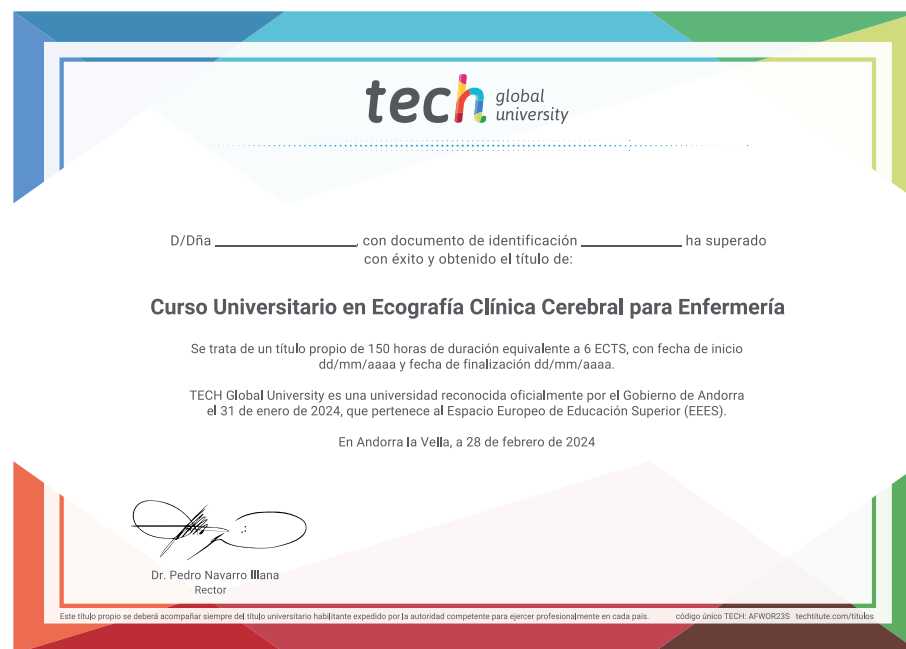 tech global university
D/Dña ____________________, con documento de identificación ______________ ha superado
con éxito y obtenido el título de:
Curso Universitario en Ecografía Clínica Cerebral para Enfermería
Se trata de un título propio de 150 horas de duración equivalente a 6 ECTS, con fecha de inicio
dd/mm/aaaa y fecha de finalización dd/mm/aaaa.
TECH Global University es una universidad reconocida oficialmente por el Gobierno de Andorra
el 31 de enero de 2024, que pertenece al Espacio Europeo de Educación Superior (EEES).
En Andorra la Vella, a 28 de febrero de 2024
Dr. Pedro Navarro Illana
Rector
Este título propio se deberá acompañar siempre del título universitario habilitante expedido por la autoridad competente para ejercer profesionalmente en cada país. código único TECH: AFWOR23S techtitute.com/titulos